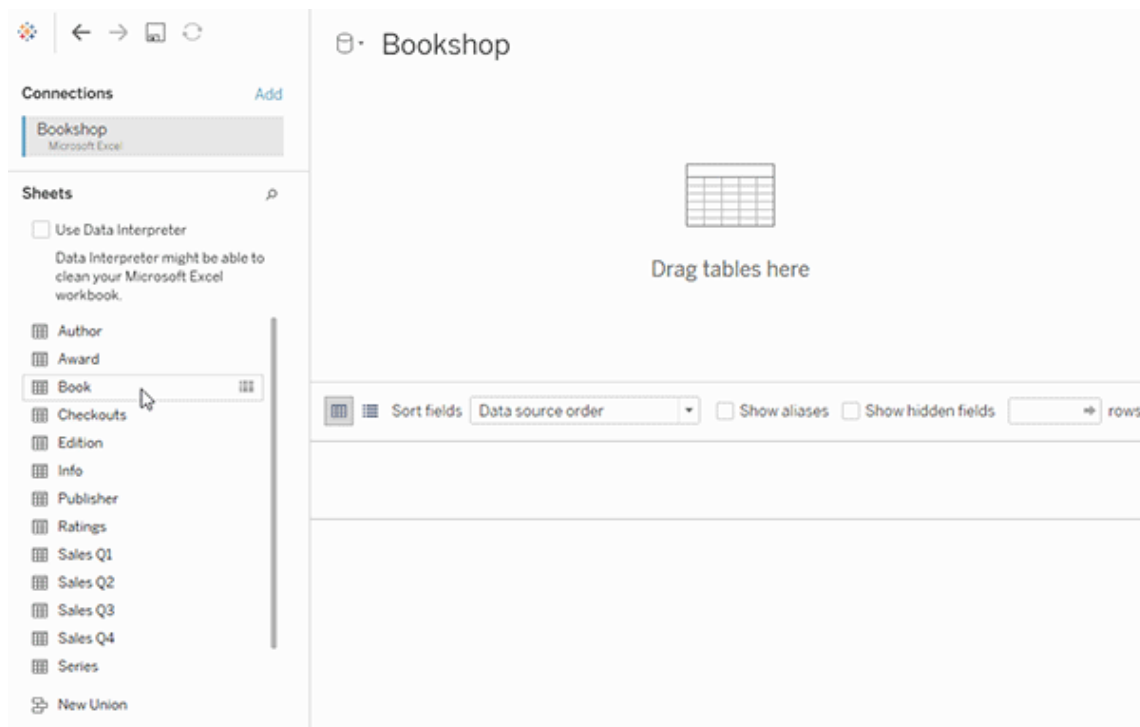 Bookshop
Connections
Add
Bookshop
Microsoft Excel
Sheets
Use Data Interpreter
Data Interpreter might be able to
clean your Microsoft Excel
workbook.
Author
Award
Book
Checkouts
Edition
Info
Publisher
Ratings
Sales Q1
Sales Q2
Sales Q3
Sales Q4
Series
New Union
Drag tables here
Sort fields Data source order Show aliases Show hidden fields rows